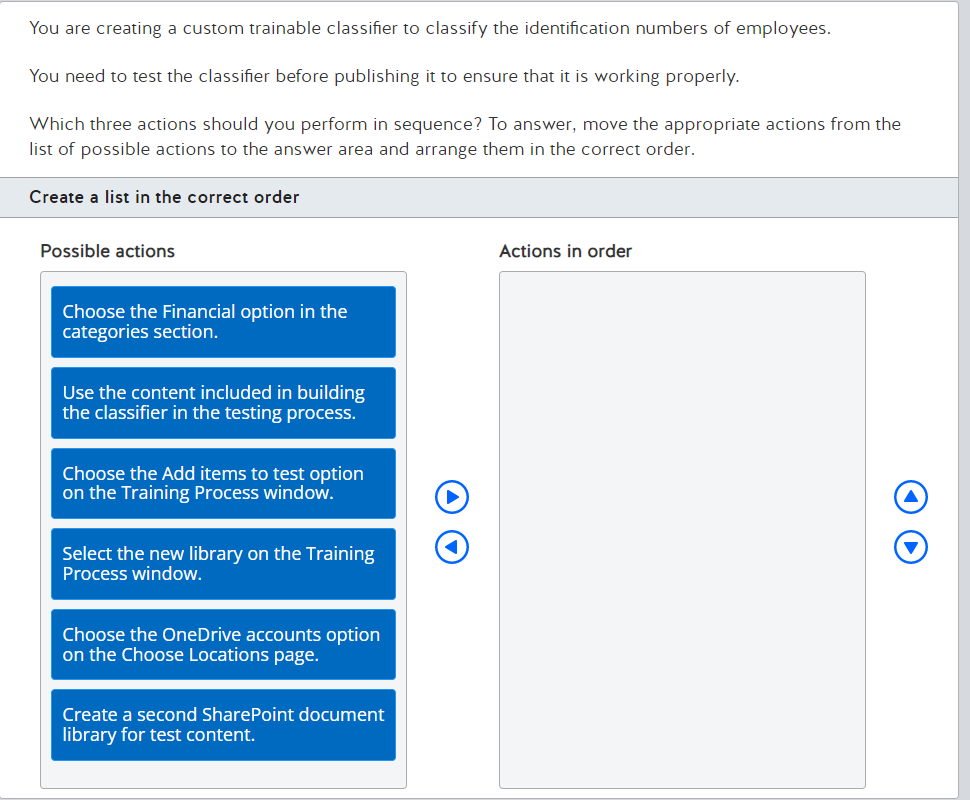 You are creating a custom trainable classifier to classify the identification numbers of employees.
You need to test the classifier before publishing it to ensure that it is working properly.
Which three actions should you perform in sequence? To answer, move the appropriate actions from the
list of possible actions to the answer area and arrange them in the correct order.
Create a list in the correct order
Possible actions
Choose the Financial option in the
categories section.
Use the content included in building
the classifier in the testing process.
Choose the Add items to test option
on the Training Process window.
Select the new library on the Training
Process window.
Choose the OneDrive accounts option
on the Choose Locations page.
Create a second SharePoint document
library for test content.
Actions in order